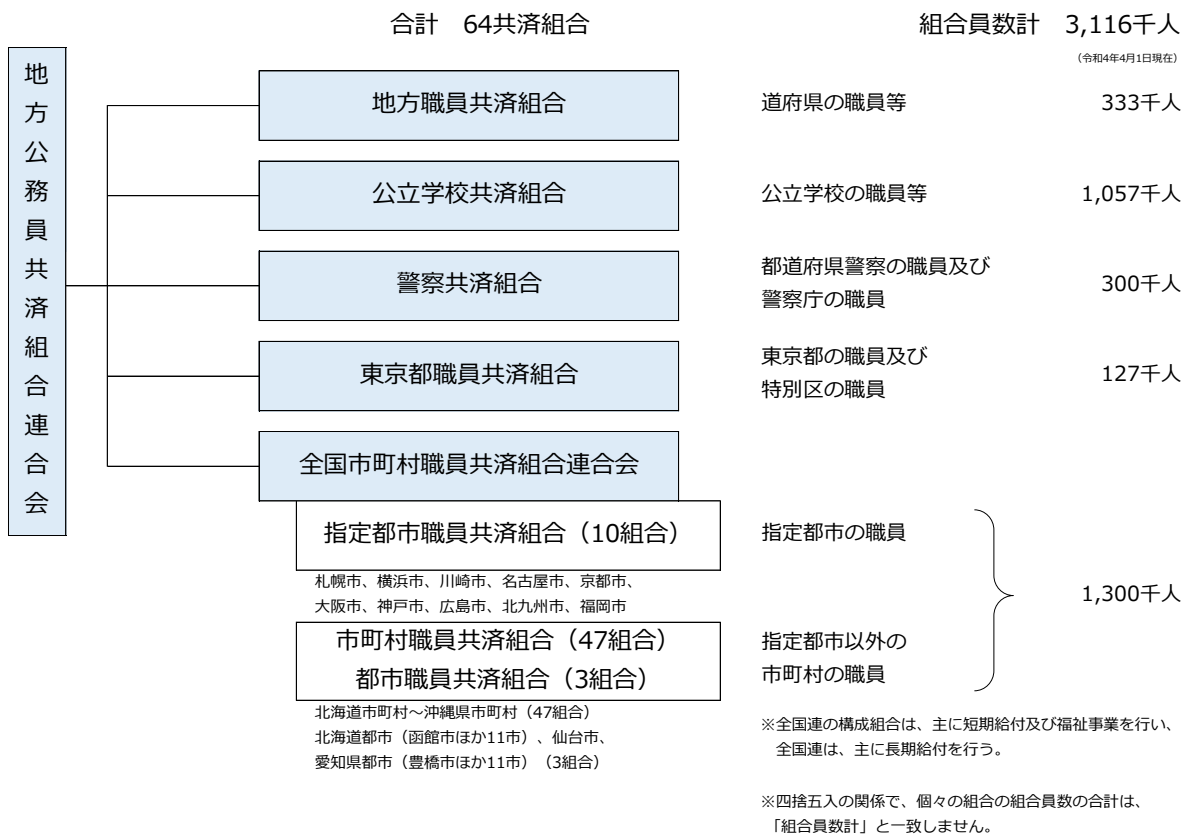 合計　64共済組合
組合員数計　3,116千人
（令和4年4月1日現在）
地方公務員共済組合連合会
地方職員共済組合
道府県の職員等
333千人
公立学校共済組合
公立学校の職員等
1,057千人
警察共済組合
都道府県警察の職員及び
警察庁の職員
300千人
東京都職員共済組合
東京都の職員及び
特別区の職員
127千人
全国市町村職員共済組合連合会
指定都市職員共済組合（10組合）
指定都市の職員
札幌市、横浜市、川崎市、名古屋市、京都市、
大阪市、神戸市、広島市、北九州市、福岡市
1,300千人
市町村職員共済組合（47組合）
都市職員共済組合（3組合）
指定都市以外の
市町村の職員
北海道市町村～沖縄県市町村（47組合）
北海道都市（函館市ほか11市）、仙台市、
愛知県都市（豊橋市ほか11市）（3組合）
※全国連の構成組合は、主に短期給付及び福祉事業を行い、
全国連は、主に長期給付を行う。
※四捨五入の関係で、個々の組合の組合員数の合計は、
「組合員数計」と一致しません。